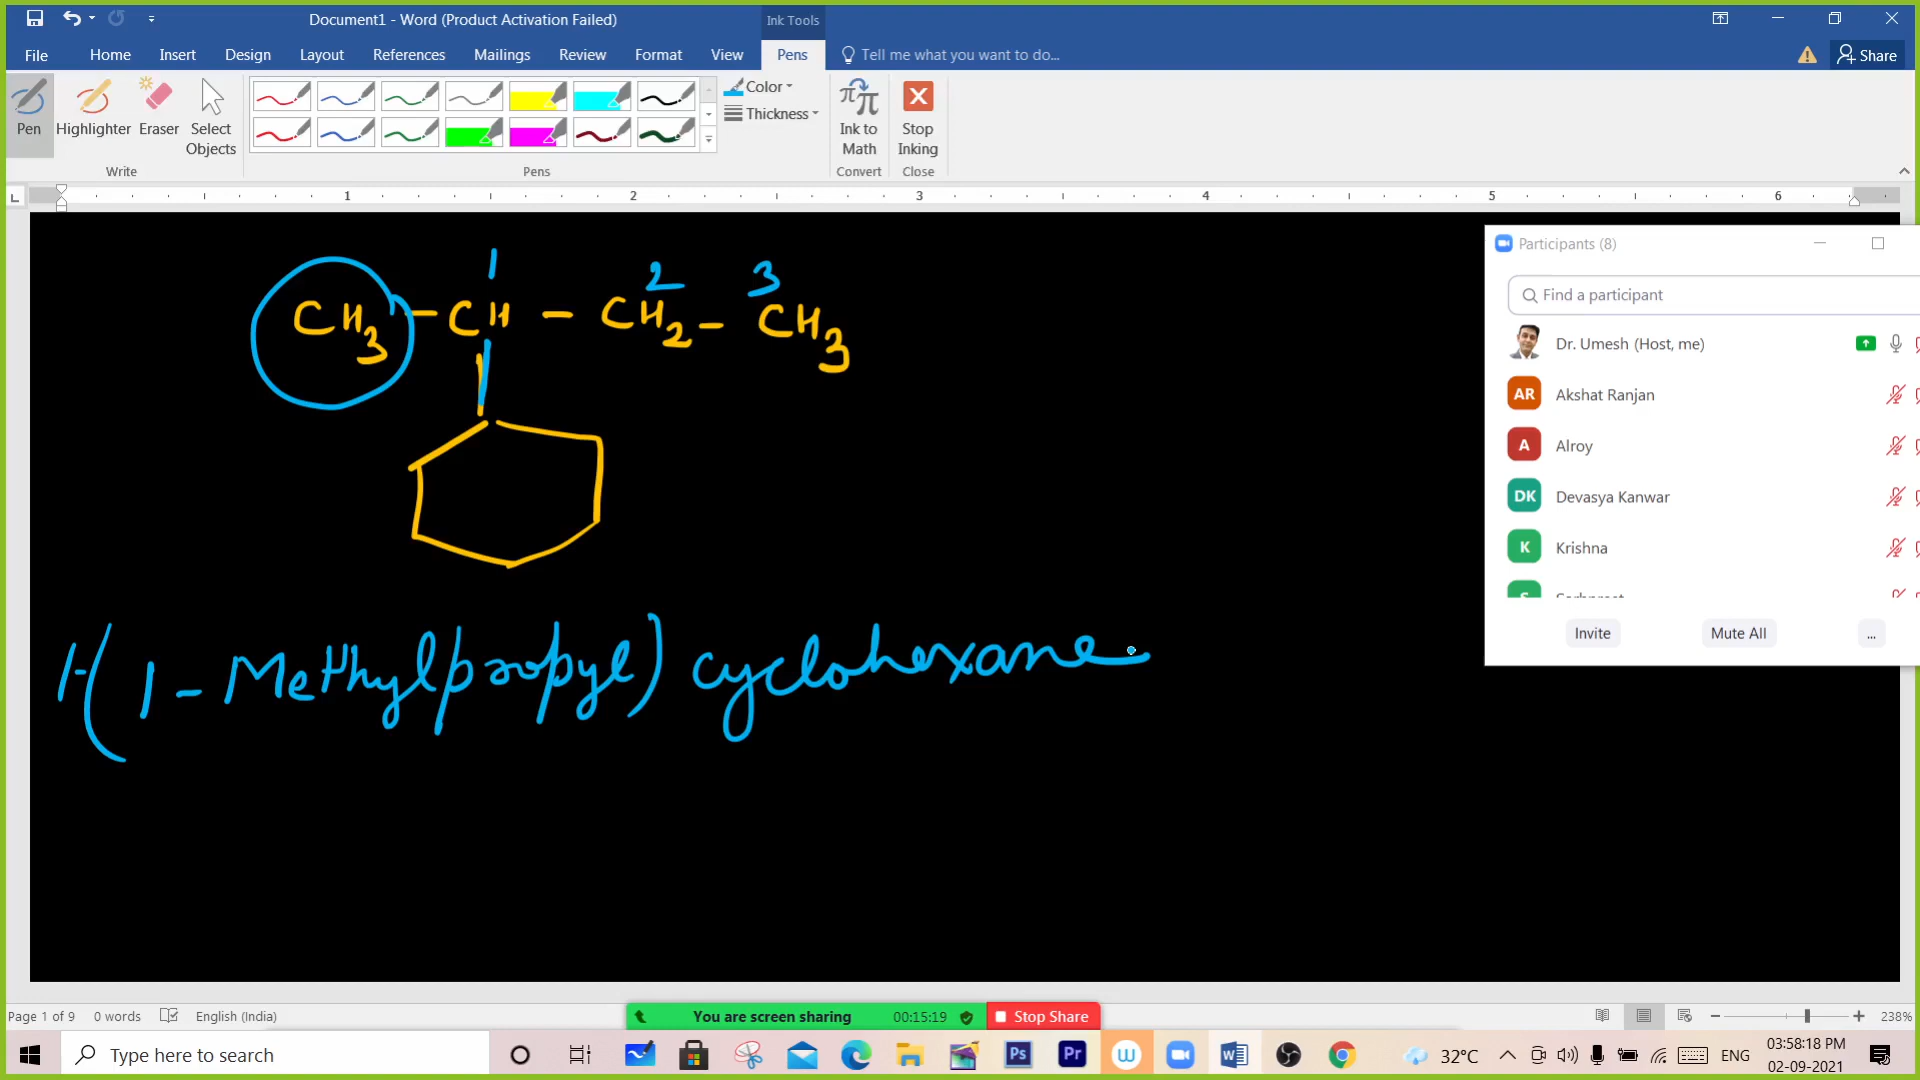 Document1 - Word (Product Activation Failed)
Ink Tools
File Home Insert Design Layout References Mailings Review Format View Pens Tell me what you want to do... Share
Pen Highlighter Eraser Select Objects
Color
Thickness
Ink to Math Stop Inking
Write Pens Convert Close
1 2 3 4 5 6
1 2 3
CH3 - CH - CH2 - CH3
1-(1-Methylpropyl) cyclohexane
Participants (8)
Find a participant
Dr. Umesh (Host, me)
AR Akshat Ranjan
A Alroy
DK Devasya Kanwar
K Krishna
Invite Mute All ...
Page 1 of 9 0 words English (India) 238%
You are screen sharing 00:15:19 Stop Share
Type here to search
Ps Pr
32°C ENG
03:58:18 PM
02-09-2021